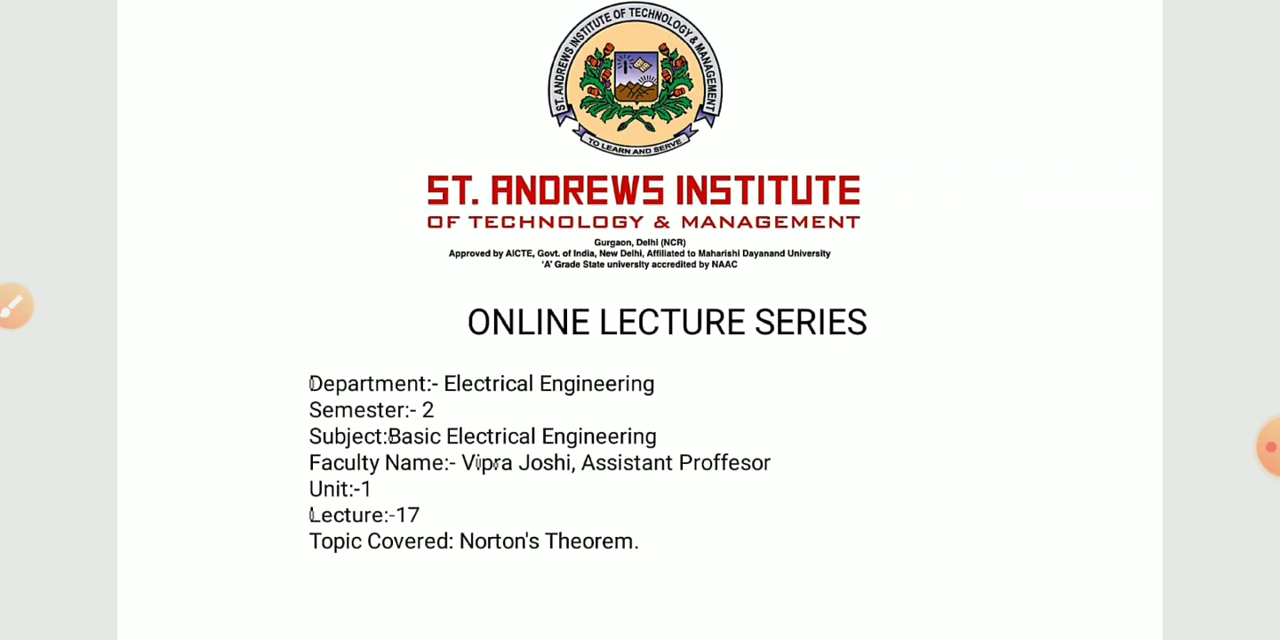 ST. ANDREWS INSTITUTE OF TECHNOLOGY & MANAGEMENT
TO LEARN AND SERVE
ST. ANDREWS INSTITUTE
OF TECHNOLOGY & MANAGEMENT
Gurgaon, Delhi (NCR)
Approved by AICTE, Govt. of India, New Delhi, Affiliated to Maharishi Dayanand University
'A' Grade State university accredited by NAAC
ONLINE LECTURE SERIES
Department:- Electrical Engineering
Semester:- 2
Subject:Basic Electrical Engineering
Faculty Name:- Vipra Joshi, Assistant Proffesor
Unit:-1
Lecture:-17
Topic Covered: Norton's Theorem.